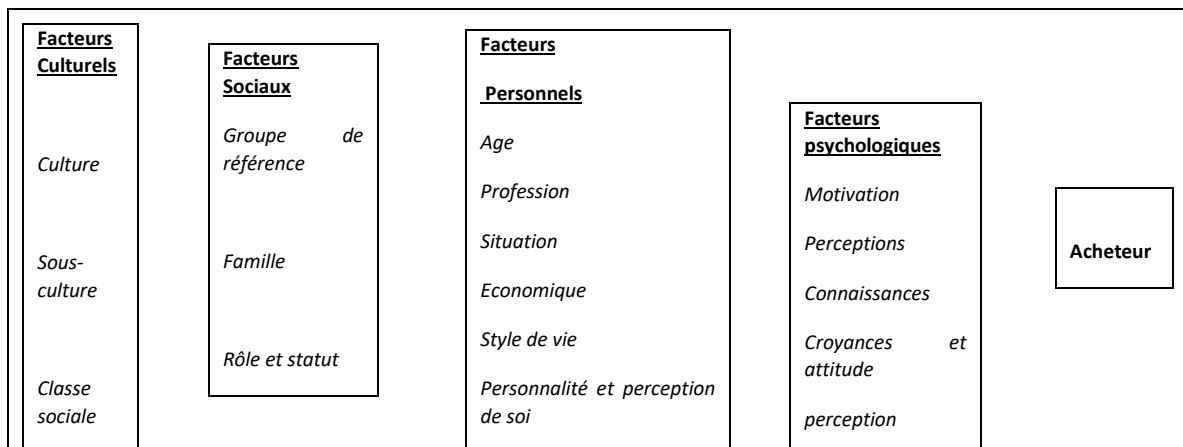 Facteurs
Culturels
Culture
Sous-
culture
Classe
sociale
Facteurs
Sociaux
Groupe de
référence
Famille
Rôle et statut
Facteurs
Personnels
Age
Profession
Situation
Economique
Style de vie
Personnalité et perception
de soi
Facteurs
psychologiques
Motivation
Perceptions
Connaissances
Croyances et
attitude
perception
Acheteur